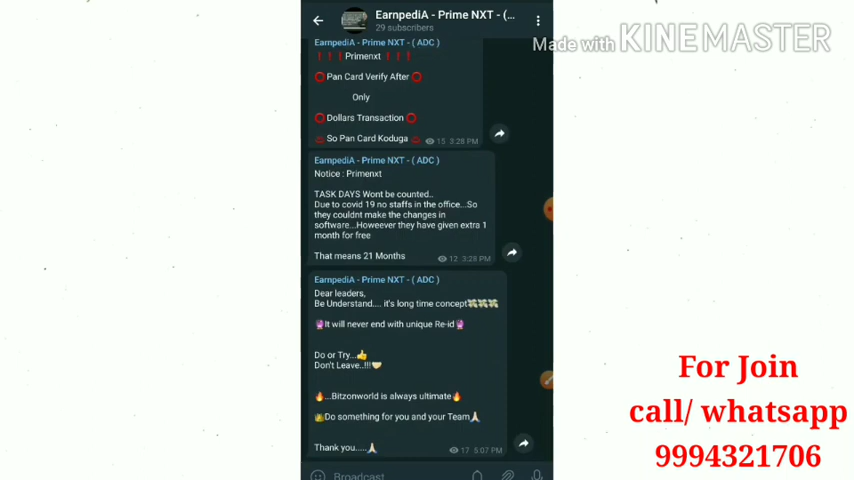 EarnpediA - Prime NXT - (...
29 subscribers
Made with KINEMASTER
EarnpediA - Prime NXT - ( ADC )
❗❗❗Primenxt ❗❗❗
⭕ Pan Card Verify After ⭕
Only
⭕ Dollars Transaction ⭕
So Pan Card Koduga
15 3:28 PM
EarnpediA - Prime NXT - ( ADC )
Notice : Primenxt
TASK DAYS Wont be counted..
Due to covid 19 no staffs in the office...So
they couldnt make the changes in
software...Howeever they have given extra 1
month for free
That means 21 Months
12 3:28 PM
EarnpediA - Prime NXT - ( ADC )
Dear leaders,
Be Understand.... it's long time concept💸💸💸
🔮It will never end with unique Re-id🔮
Do or Try...👍
Don't Leave..!!!🤝
🔥...Bitzonworld is always ultimate🔥
Do something for you and your Team🙏🏻
Thank you.....🙏🏻
17 5:07 PM
Broadcast
For Join
call/ whatsapp
9994321706